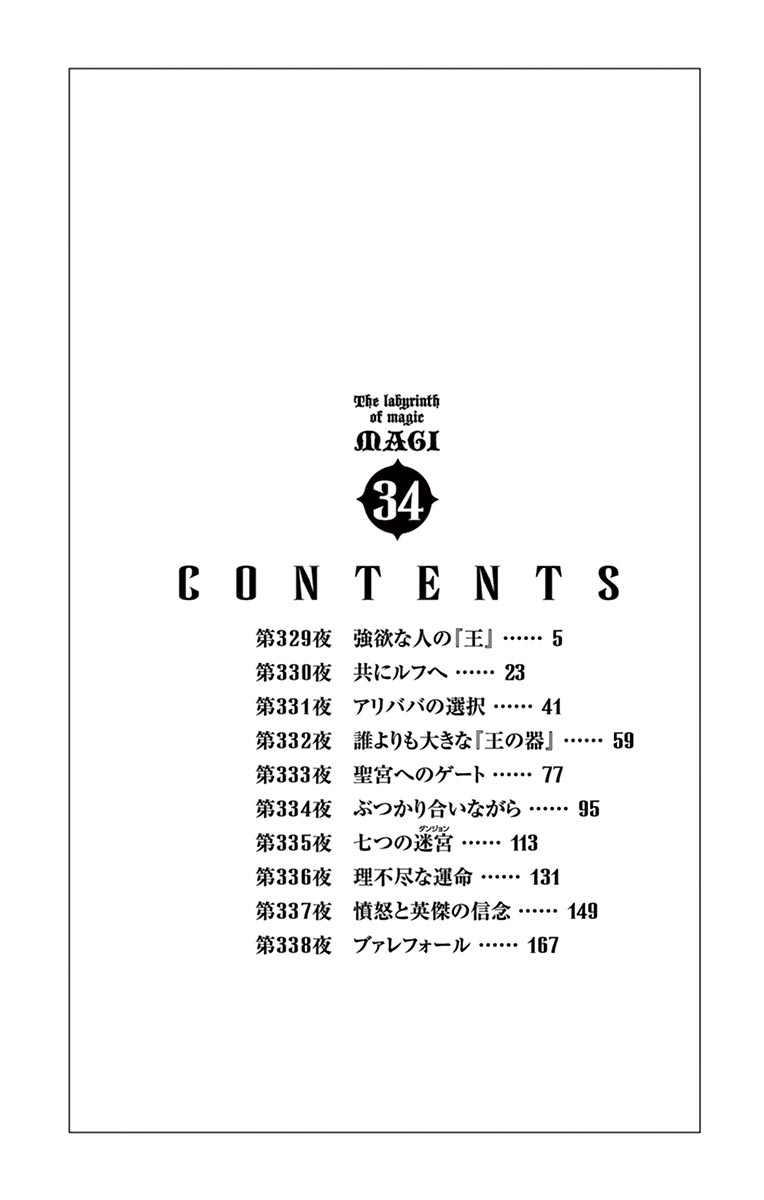 The labyrinth
of magic
MAGI
34
CONTENTS
第329夜 強欲な人の『王』 …… 5
第330夜 共にルフへ …… 23
第331夜 アリババの選択 …… 41
第332夜 誰よりも大きな『王の器』 …… 59
第333夜 聖宮へのゲート …… 77
第334夜 ぶつかり合いながら …… 95
ダンジョン
第335夜 七つの迷宮 …… 113
第336夜 理不尽な運命 …… 131
第337夜 憤怒と英傑の信念 …… 149
第338夜 ブァレフォール …… 167